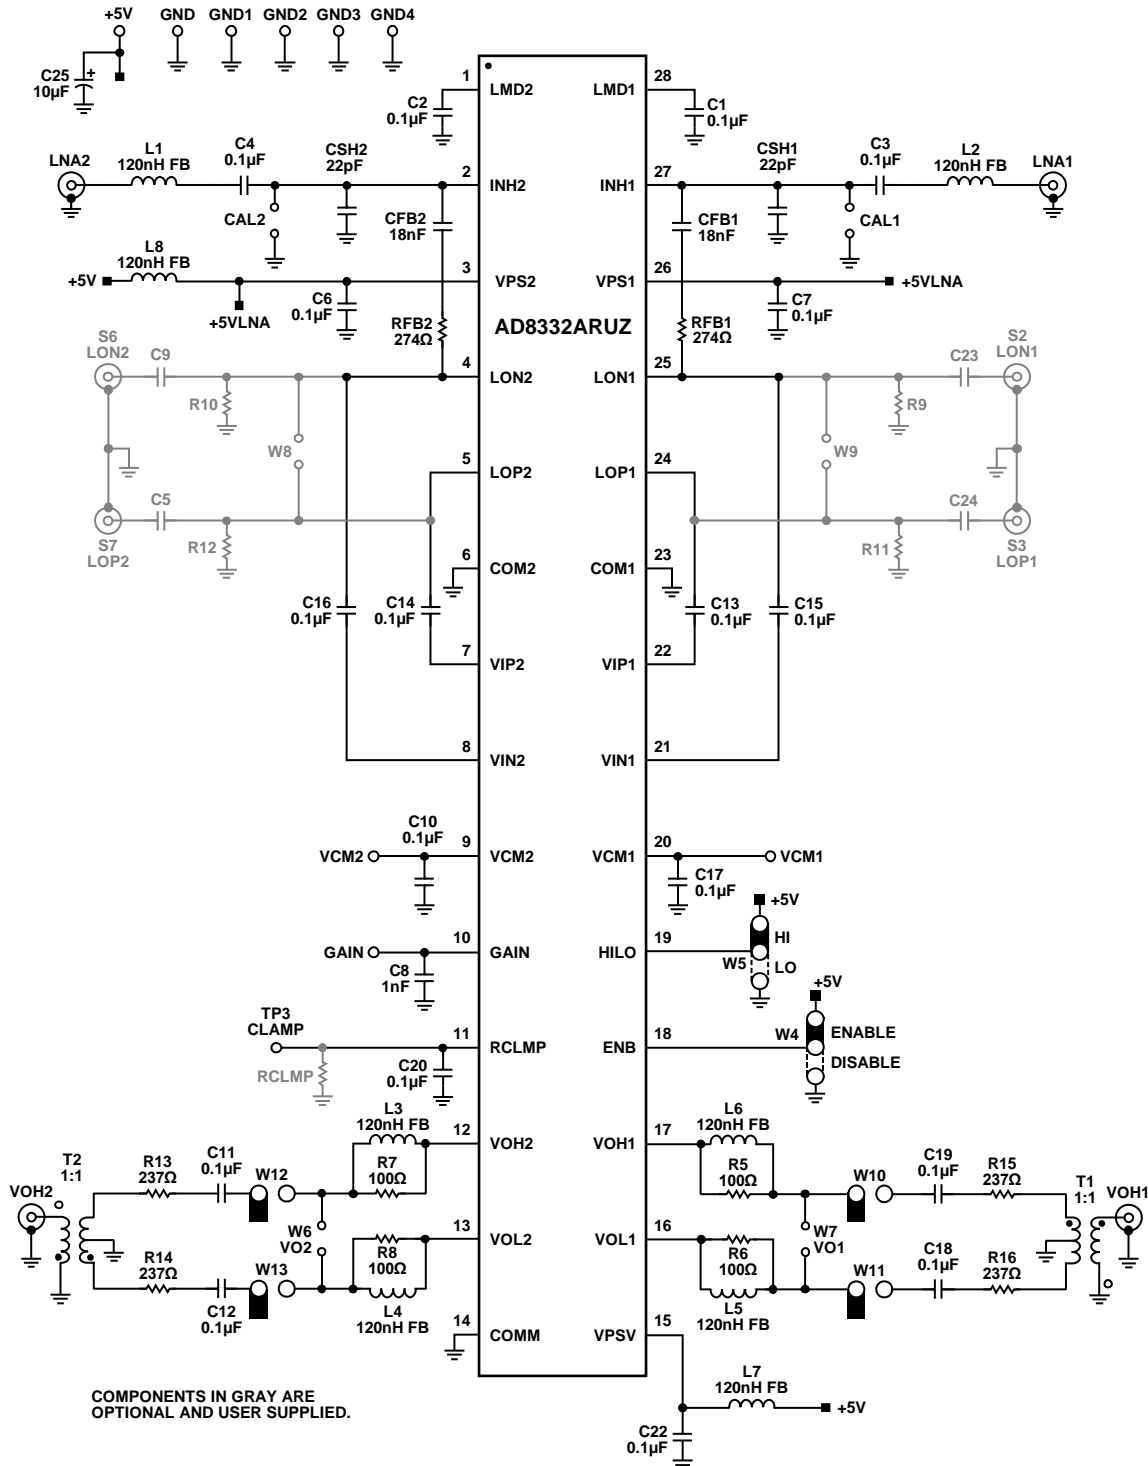 +5V
GND
GND1
GND2
GND3
GND4
C25
10µF
+
1
LMD2
28
LMD1
C2
0.1µF
C1
0.1µF
LNA2
L1
120nH FB
C4
0.1µF
CSH2
22pF
2
INH2
27
INH1
CSH1
22pF
C3
0.1µF
L2
120nH FB
LNA1
CAL2
CFB2
18nF
CFB1
18nF
CAL1
L8
120nH FB
+5V
+5VLNA
C6
0.1µF
3
VPS2
26
VPS1
C7
0.1µF
+5VLNA
AD8332ARUZ
RFB2
274Ω
RFB1
274Ω
S6
LON2
C9
R10
W8
4
LON2
25
LON1
W9
R9
C23
S2
LON1
5
LOP2
24
LOP1
C5
R12
S7
LOP2
C24
R11
S3
LOP1
6
COM2
23
COM1
C16
0.1µF
C14
0.1µF
C13
0.1µF
C15
0.1µF
7
VIP2
22
VIP1
8
VIN2
21
VIN1
C10
0.1µF
VCM2
9
VCM2
20
VCM1
VCM1
C17
0.1µF
GAIN
C8
1nF
10
GAIN
19
HILO
+5V
HI
W5
LO
TP3
CLAMP
RCLMP
C20
0.1µF
11
RCLMP
18
ENB
+5V
W4
ENABLE
DISABLE
L3
120nH FB
12
VOH2
17
VOH1
L6
120nH FB
VOH2
T2
1:1
R13
237Ω
C11
0.1µF
W12
R7
100Ω
R5
100Ω
W10
C19
0.1µF
R15
237Ω
T1
1:1
VOH1
W6
VO2
13
VOL2
16
VOL1
W7
VO1
R14
237Ω
C12
0.1µF
W13
R8
100Ω
L4
120nH FB
R6
100Ω
L5
120nH FB
W11
C18
0.1µF
R16
237Ω
14
COMM
15
VPSV
L7
120nH FB
+5V
C22
0.1µF
COMPONENTS IN GRAY ARE
OPTIONAL AND USER SUPPLIED.